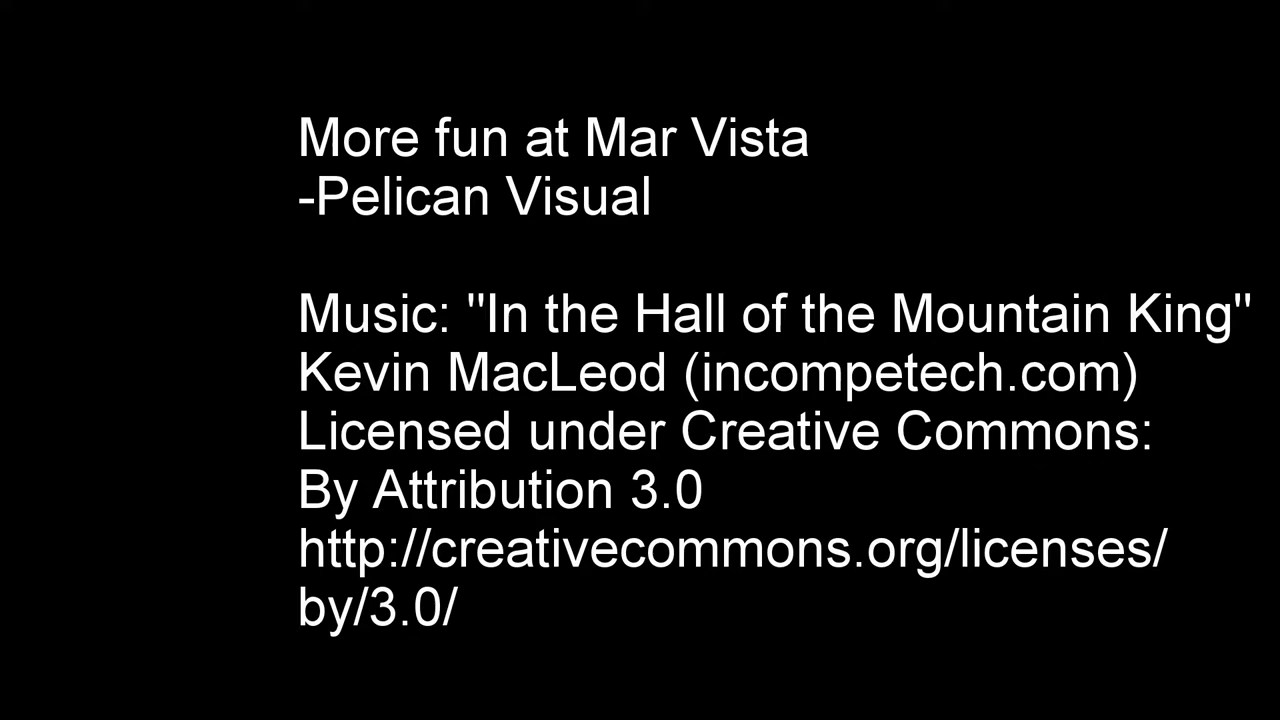 More fun at Mar Vista
-Pelican Visual
Music: "In the Hall of the Mountain King"
Kevin MacLeod (incompetech.com)
Licensed under Creative Commons:
By Attribution 3.0
http://creativecommons.org/licenses/
by/3.0/